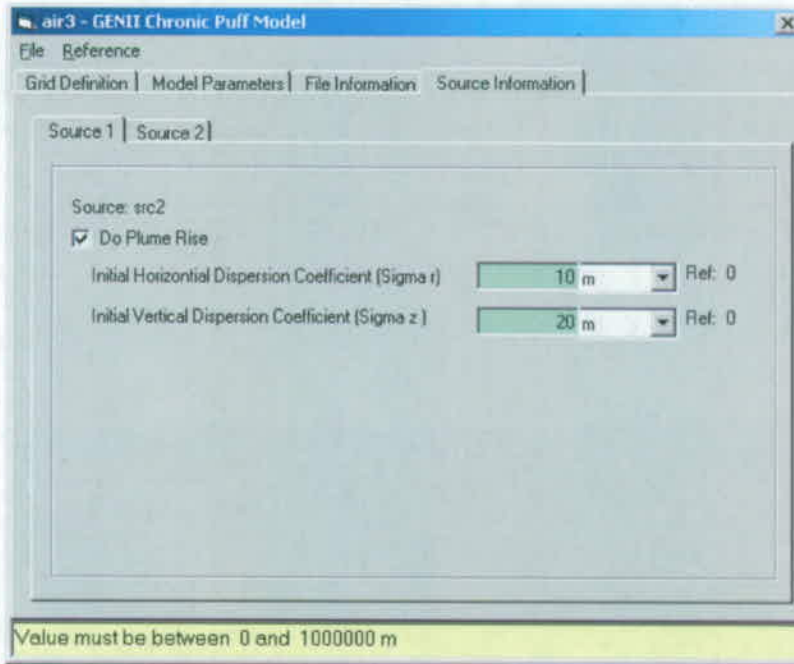 air3 - GENII Chronic Puff Model
File Reference
Grid Definition Model Parameters File Information Source Information
Source 1 Source 2
Source: src2
Do Plume Rise
Initial Horizontial Dispersion Coefficient (Sigma r) 10 m Ref: 0
Initial Vertical Dispersion Coefficient (Sigma z ) 20 m Ref: 0
Value must be between 0 and 1000000 m